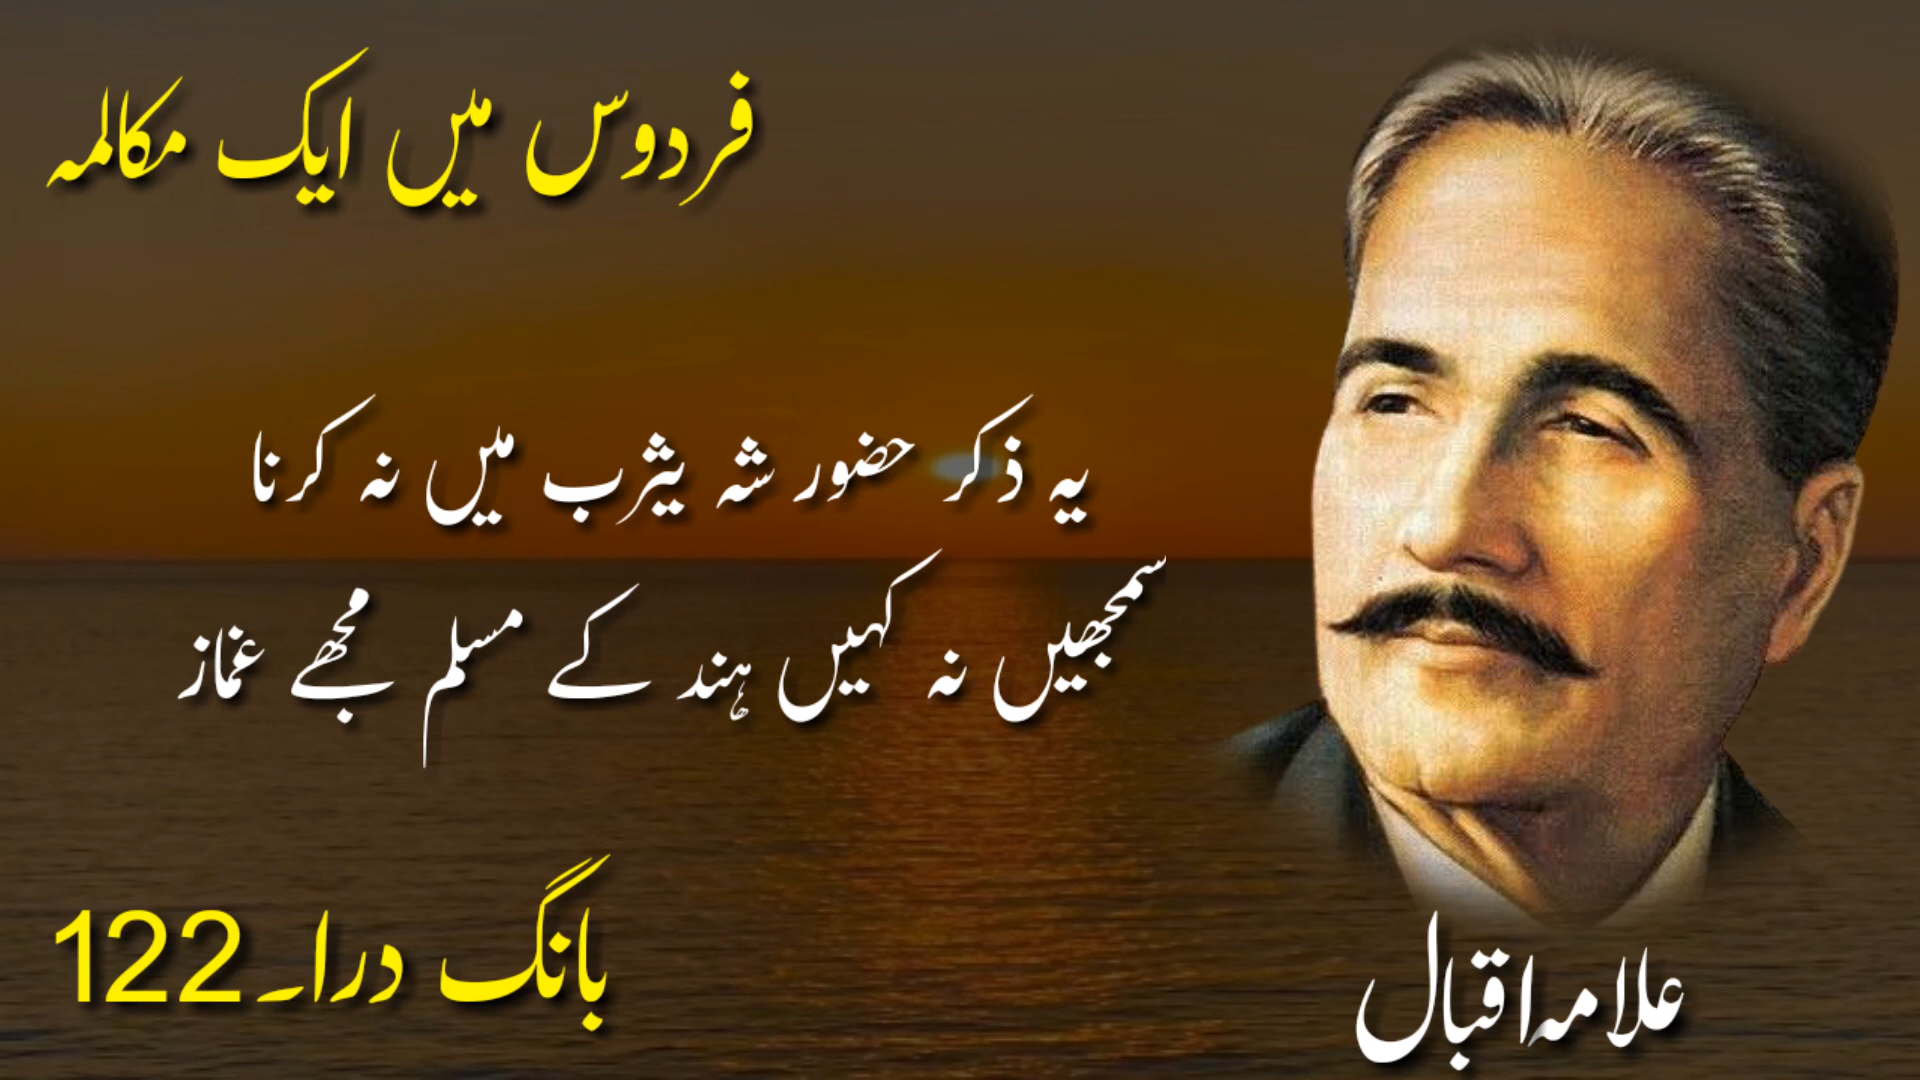 فردوس میں ایک مکالمہ
یہ ذکر حضور شہ یثرب میں نہ کرنا
سمجھیں نہ کہیں ہند کے مسلم مجھے غماز
بانگ درا۔122
علامہ اقبال